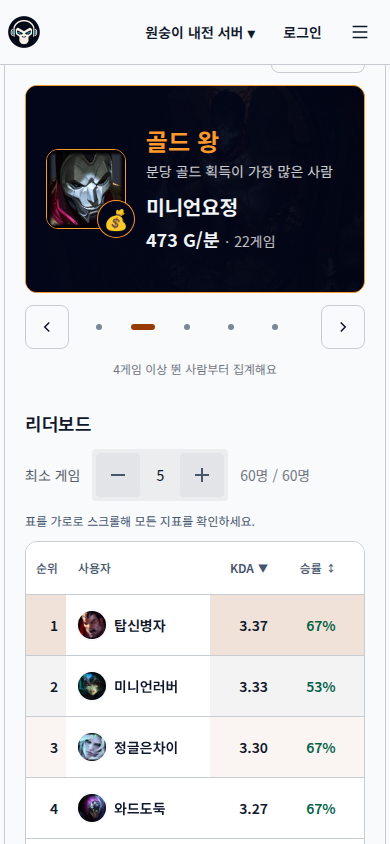 원숭이 내전 서버 ▾
로그인
골드 왕
분당 골드 획득이 가장 많은 사람
미니언요정
473 G/분 · 22게임
4게임 이상 뛴 사람부터 집계해요
리더보드
최소 게임 − 5 + 60명 / 60명
표를 가로로 스크롤해 모든 지표를 확인하세요.
순위 사용자 KDA ▼ 승률 ↕
1 탑신병자 3.37 67%
2 미니언러버 3.33 53%
3 정글은차이 3.30 67%
4 와드도둑 3.27 67%